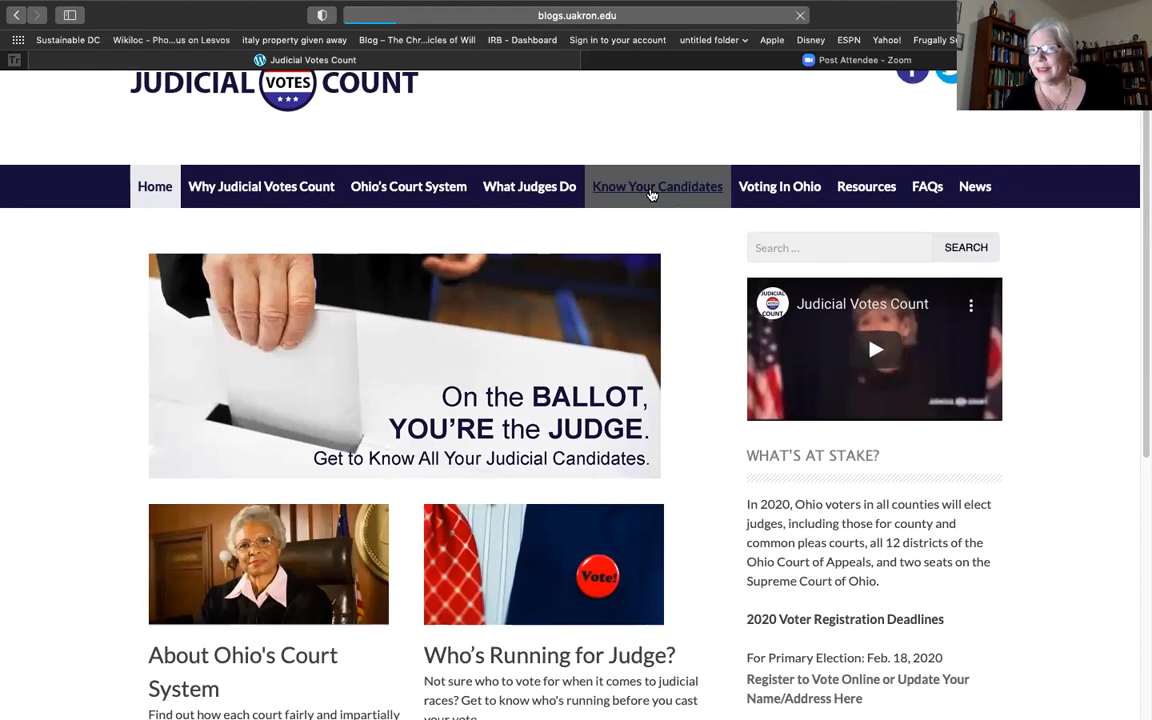 blogs.uakron.edu
Sustainable DC Wikiloc - Pho...us on Lesvos italy property given away Blog – The Chr...icles of Will IRB - Dashboard Sign in to your account untitled folder Apple Disney ESPN Yahoo! Frugally
Judicial Votes Count Post Attendee - Zoom
JUDICIAL VOTES COUNT
Home Why Judicial Votes Count Ohio's Court System What Judges Do Know Your Candidates Voting In Ohio Resources FAQs News
Search ... SEARCH
JUDICIAL VOTES COUNT Judicial Votes Count
On the BALLOT,
YOU'RE the JUDGE.
Get to Know All Your Judicial Candidates.
WHAT'S AT STAKE?
In 2020, Ohio voters in all counties will elect
judges, including those for county and
common pleas courts, all 12 districts of the
Ohio Court of Appeals, and two seats on the
Supreme Court of Ohio.
Vote!
2020 Voter Registration Deadlines
About Ohio's Court
System
Who's Running for Judge?
For Primary Election: Feb. 18, 2020
Register to Vote Online or Update Your
Name/Address Here
Not sure who to vote for when it comes to judicial
races? Get to know who's running before you cast
your vote.
Find out how each court fairly and impartially